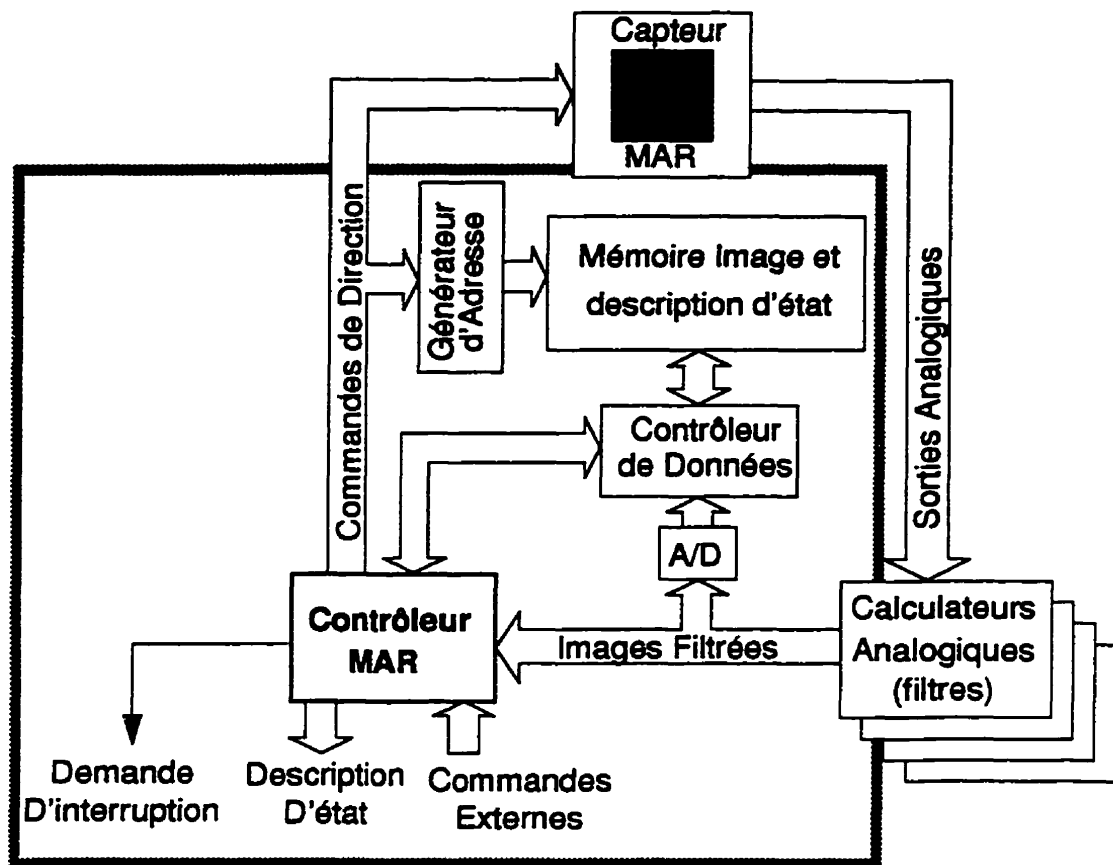 Capteur
MAR
Commandes de Direction
Générateur
d'Adresse
Mémoire Image et
description d'état
Sorties Analogiques
Contrôleur
de Données
A/D
Contrôleur
MAR
Images Filtrées
Calculateurs
Analogiques
(filtres)
Demande
D'interruption
Description
D'état
Commandes
Externes